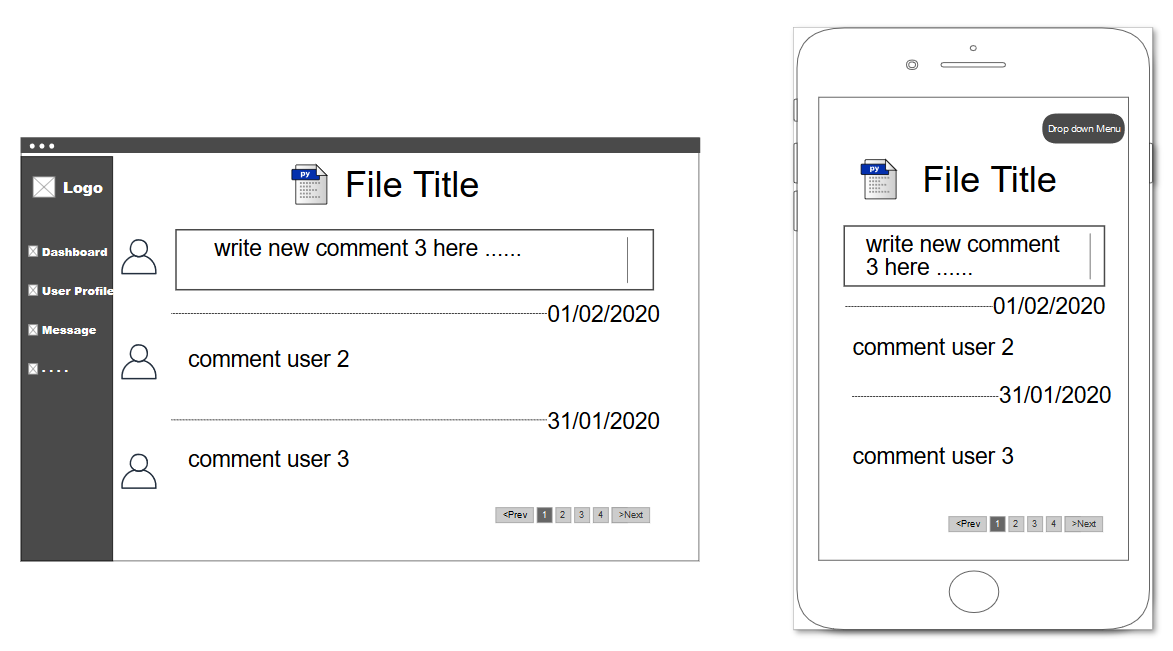 Logo
Dashboard
User Profile
Message
. . . .
PY
File Title
write new comment 3 here ......
01/02/2020
comment user 2
31/01/2020
comment user 3
<Prev 1 2 3 4 >Next
Drop down Menu
PY
File Title
write new comment
3 here ......
01/02/2020
comment user 2
31/01/2020
comment user 3
<Prev 1 2 3 4 >Next